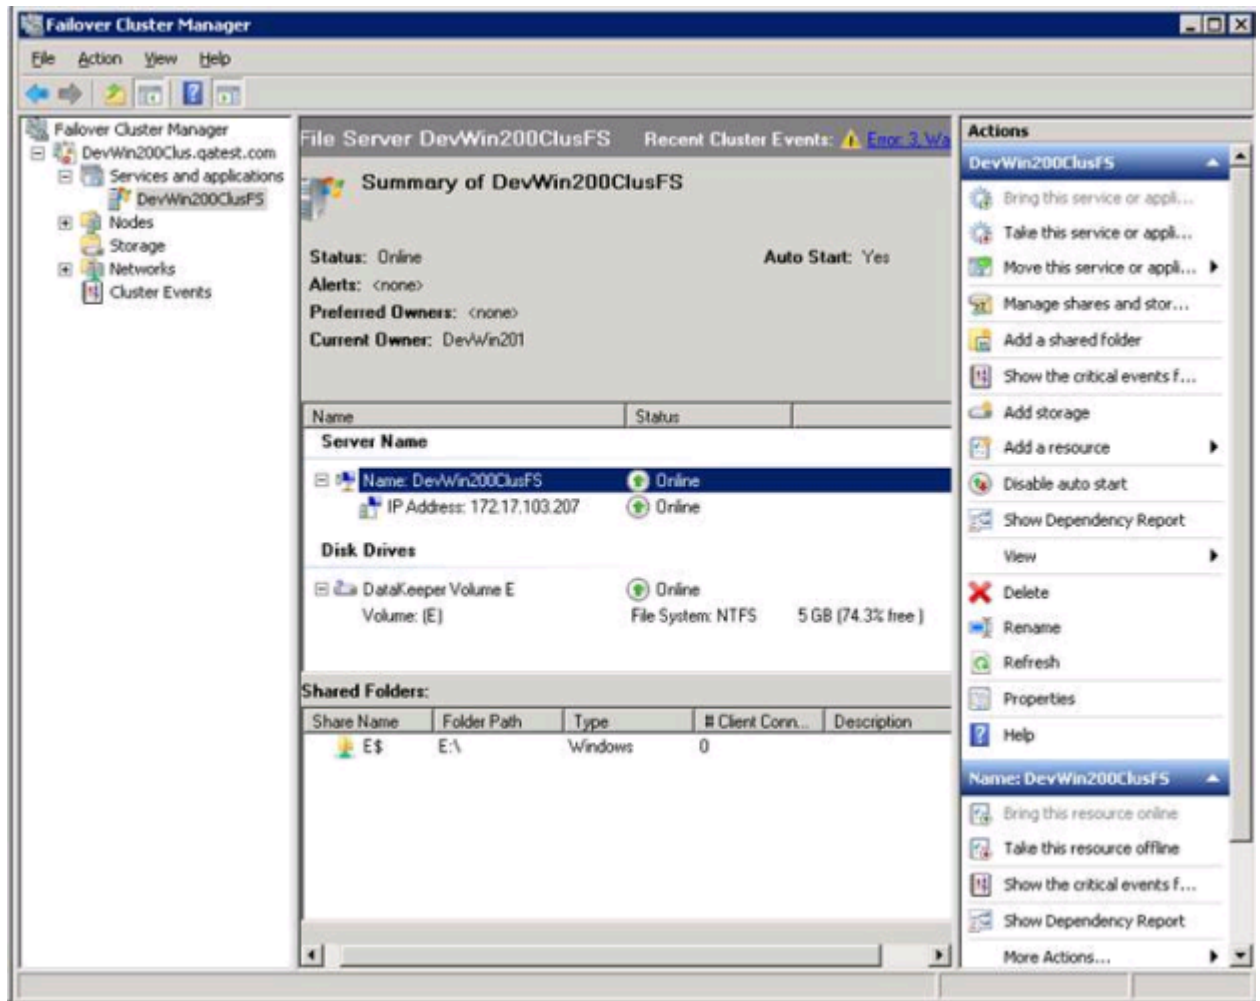 Failover Cluster Manager
File Action View Help
Failover Cluster Manager
DevWin200Clus.qatest.com
Services and applications
DevWin200ClusFS
Nodes
Storage
Networks
Cluster Events
File Server DevWin200ClusFS Recent Cluster Events: Error: 3, Wa
Summary of DevWin200ClusFS
Status: Online Auto Start: Yes
Alerts: <none>
Preferred Owners: <none>
Current Owner: DevWin201
Name Status
Server Name
Name: DevWin200ClusFS Online
IP Address: 172.17.103.207 Online
Disk Drives
DataKeeper Volume E Online
Volume: (E) File System: NTFS 5 GB (74.3% free )
Shared Folders:
Share Name Folder Path Type # Client Conn... Description
E$ E:\ Windows 0
Actions
DevWin200ClusFS
Bring this service or appli...
Take this service or appli...
Move this service or appli...
Manage shares and stor...
Add a shared folder
Show the critical events f...
Add storage
Add a resource
Disable auto start
Show Dependency Report
View
Delete
Rename
Refresh
Properties
Help
Name: DevWin200ClusFS
Bring this resource online
Take this resource offline
Show the critical events f...
Show Dependency Report
More Actions...